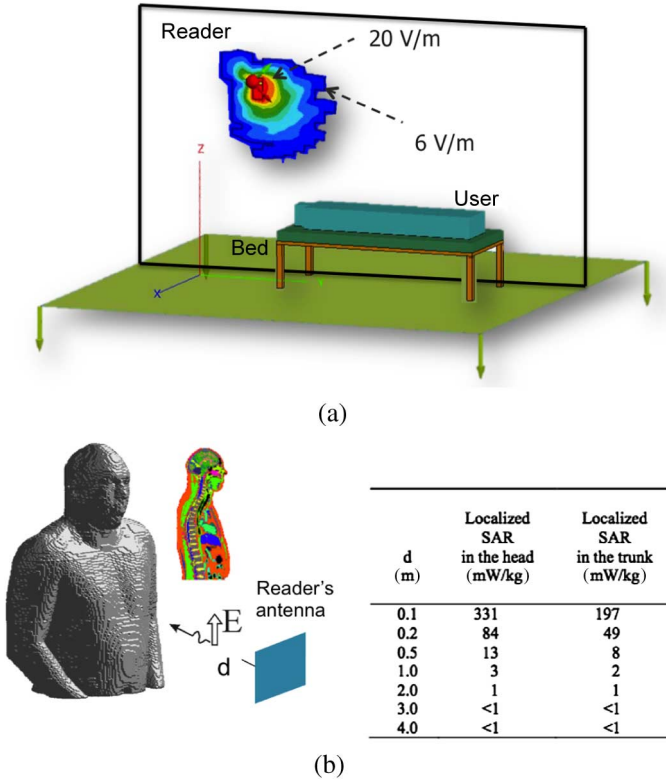 Reader
20 V/m
6 V/m
z
User
Bed
x
Y
(a)
Reader's
antenna
E
d
d
(m)
Localized
SAR
in the head
(mW/kg)
Localized
SAR
in the trunk
(mW/kg)
0.1 331 197
0.2 84 49
0.5 13 8
1.0 3 2
2.0 1 1
3.0 <1 <1
4.0 <1 <1
(b)